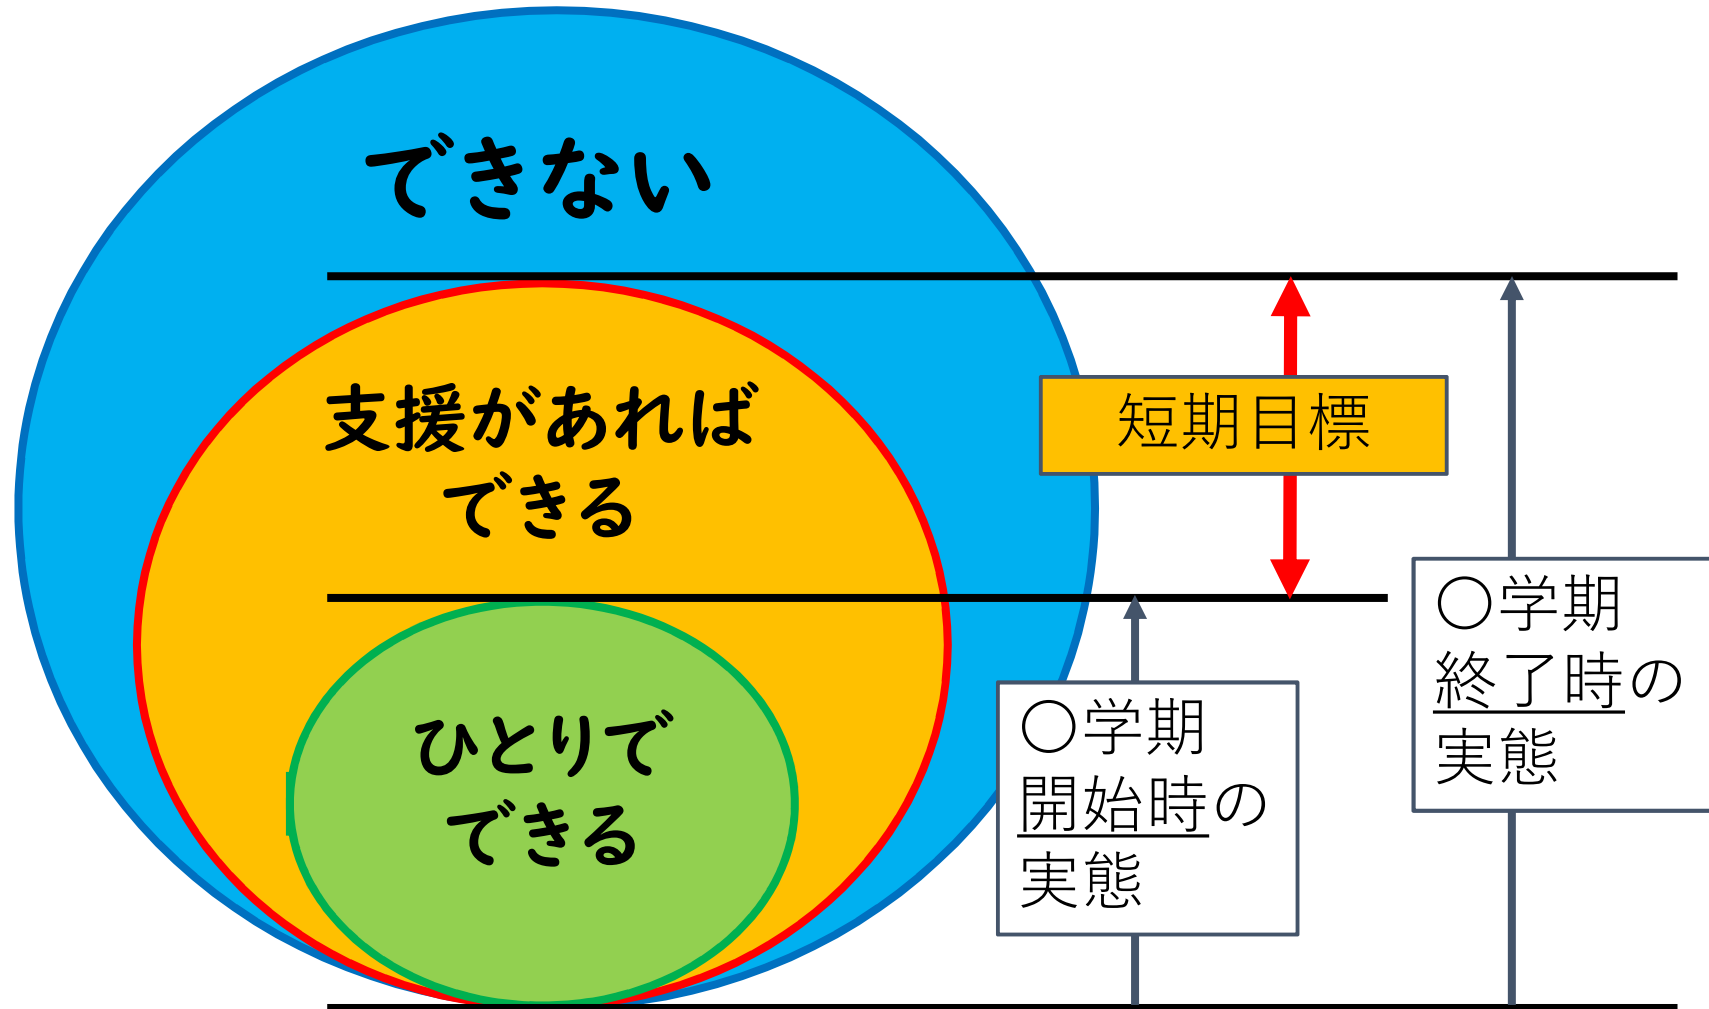 できない
支援があれば
できる
ひとりで
できる
短期目標
〇学期
開始時の
実態
〇学期
終了時の
実態